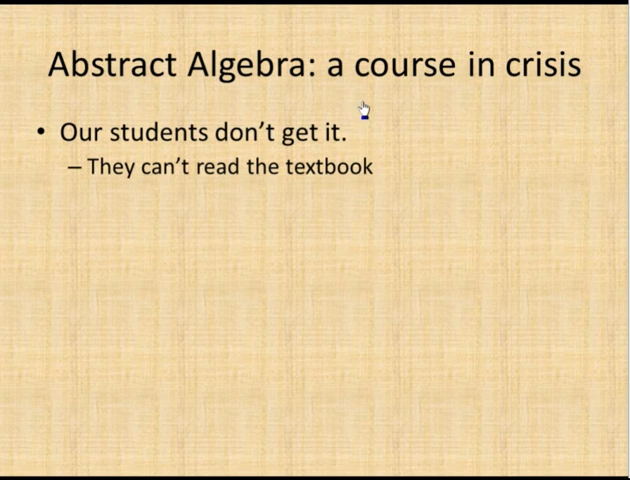 Abstract Algebra: a course in crisis
• Our students don’t get it.
– They can’t read the textbook